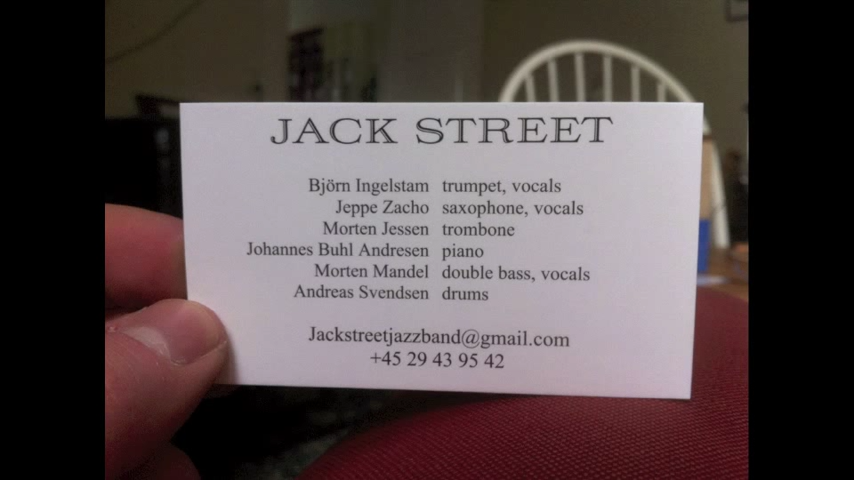 JACK STREET
Björn Ingelstam trumpet, vocals
Jeppe Zacho saxophone, vocals
Morten Jessen trombone
Johannes Buhl Andresen piano
Morten Mandel double bass, vocals
Andreas Svendsen drums
Jackstreetjazzband@gmail.com
+45 29 43 95 42